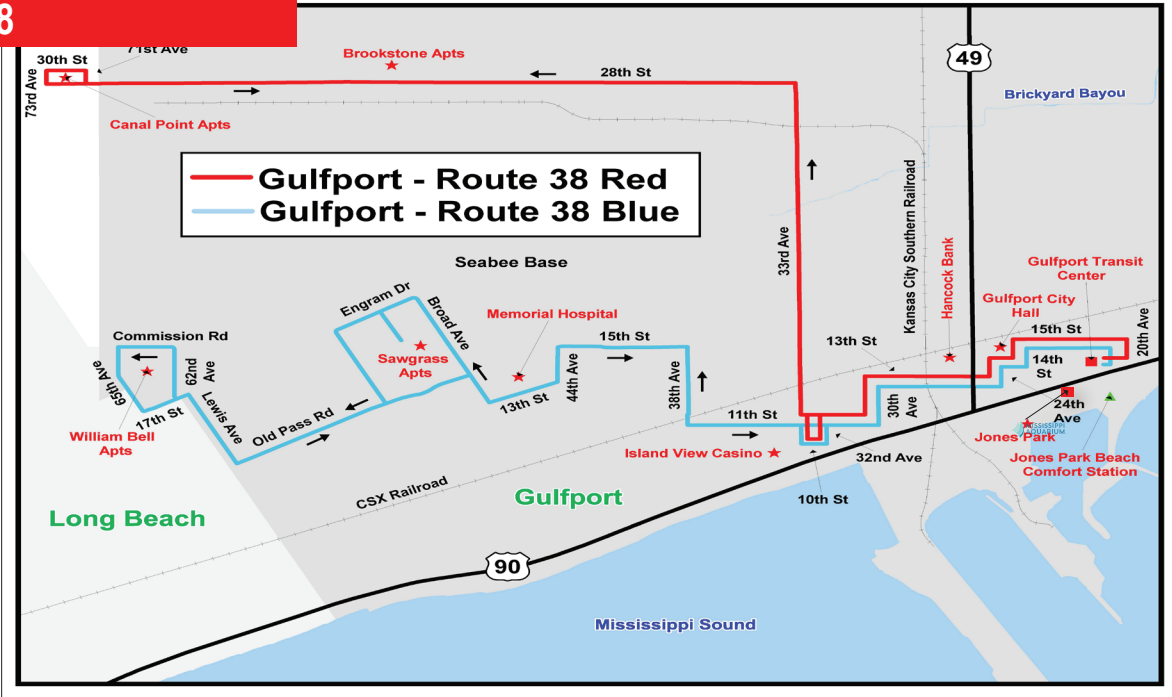 8
71st Ave
30th St
73rd Ave
Canal Point Apts
Brookstone Apts
28th St
49
Brickyard Bayou
Gulfport - Route 38 Red
Gulfport - Route 38 Blue
33rd Ave
Kansas City Southern Railroad
Hancock Bank
Seabee Base
Gulfport Transit
Center
Gulfport City
Hall
15th St
20th Ave
14th
St
24th
Ave
13th St
30th
Ave
Engram Dr
Broad Ave
Memorial Hospital
15th St
Sawgrass
Apts
Commission Rd
65th Ave
62nd
Ave
17th St
Lewis Ave
William Bell
Apts
Old Pass Rd
13th St
44th Ave
38th Ave
11th St
Island View Casino
32nd Ave
10th St
Jones Park
MISSISSIPPI
AQUARIUM
Jones Park Beach
Comfort Station
CSX Railroad
Gulfport
Long Beach
90
Mississippi Sound